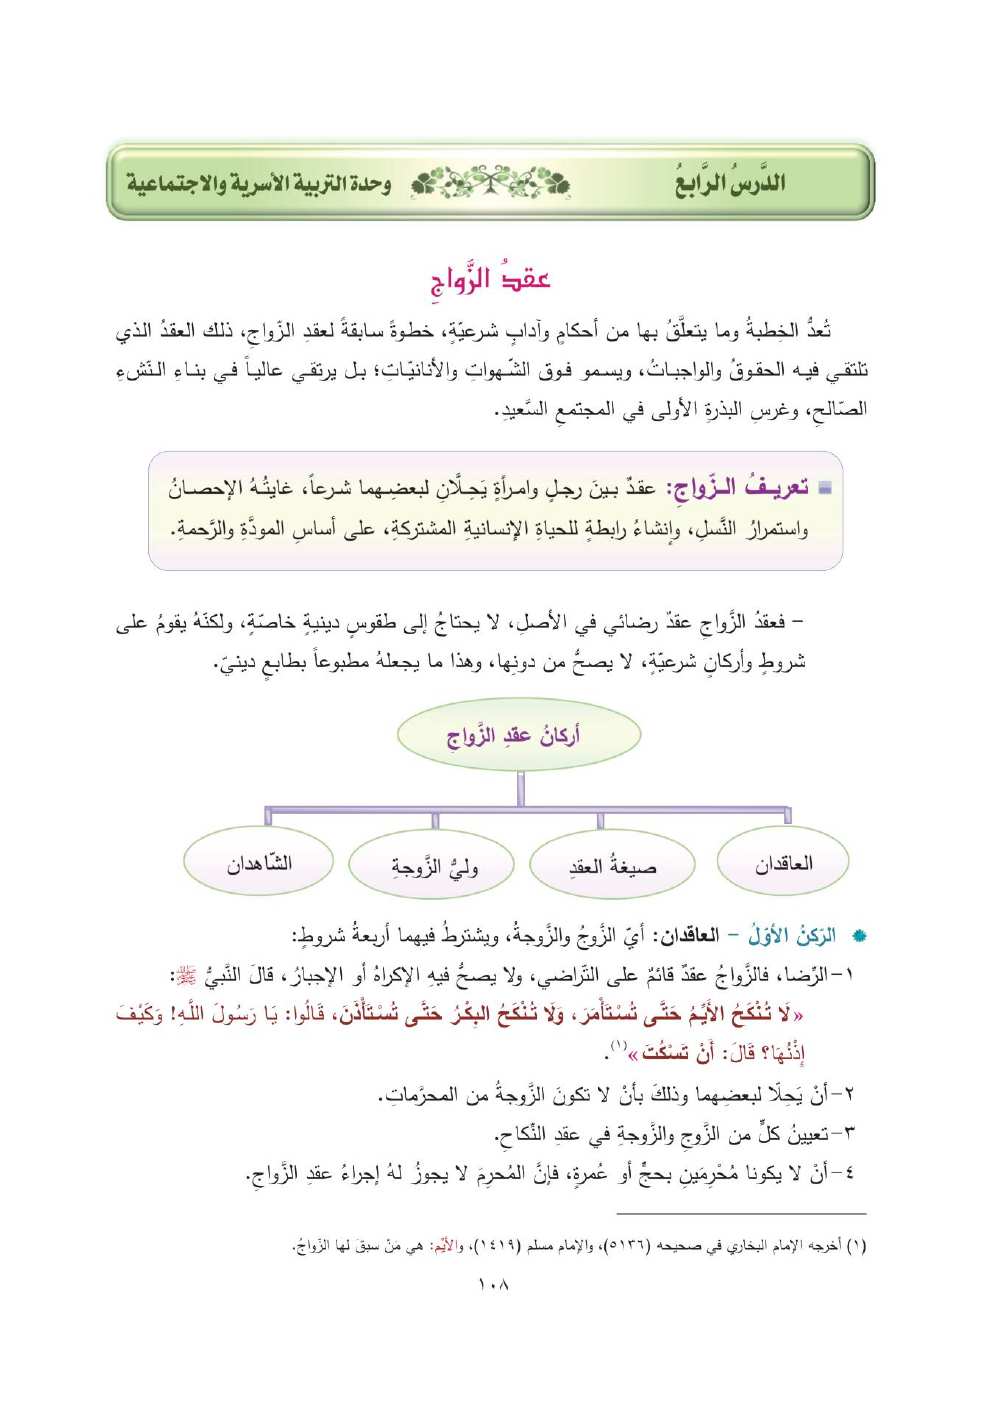 الدَّرسُ الرَّابعُ
وحدة التربية الأسرية والاجتماعية
عقدُ الزَّواجِ
تُعدُّ الخِطبةُ وما يتعلَّقُ بها من أحكامٍ وآدابٍ شرعيّةٍ، خطوةً سابقةً لعقدِ الزّواجِ، ذلك العقدُ الذي
تلتقي فيه الحقوقُ والواجباتُ، ويسمو فوق الشّهواتِ والأنانيّاتِ؛ بل يرتقي عالياً في بناءِ النّشءِ
الصّالحِ، وغرسِ البذرةِ الأولى في المجتمعِ السَّعيدِ.
تعريفُ الزّواجِ: عقدٌ بينَ رجلٍ وامرأةٍ يَحِلَّانِ لبعضِهما شرعاً، غايتُهُ الإحصانُ
واستمرارُ النَّسلِ، وإنشاءُ رابطةٍ للحياةِ الإنسانيةِ المشتركةِ، على أساسِ المودَّةِ والرَّحمةِ.
– فعقدُ الزَّواجِ عقدٌ رضائي في الأصلِ، لا يحتاجُ إلى طقوسٍ دينيةٍ خاصّةٍ، ولكنّهُ يقومُ على
شروطٍ وأركانٍ شرعيّةٍ، لا يصحُّ من دونِها، وهذا ما يجعلهُ مطبوعاً بطابعٍ دينيّ.
أركانُ عقدِ الزَّواجِ
العاقدان
صيغةُ العقدِ
وليُّ الزَّوجةِ
الشّاهدان
الركنُ الأوّلُ – العاقدان: أيّ الزَّوجُ والزَّوجةُ، ويشترطُ فيهما أربعةُ شروطٍ:
١-الرِّضا، فالزَّواجُ عقدٌ قائمٌ على التّراضي، ولا يصحُّ فيهِ الإكراهُ أو الإجبارُ، قالَ النَّبيُّ ﷺ:
«لَا تُنْكَحُ الأَيِّمُ حَتَّى تُسْتَأْمَرَ، وَلَا تُنْكَحُ البِكْرُ حَتَّى تُسْتَأْذَنَ، قَالُوا: يَا رَسُولَ اللَّهِ! وَكَيْفَ
إِذْنُهَا؟ قَالَ: أَنْ تَسْكُتَ»(١).
٢-أنْ يَحِلّا لبعضِهما وذلكَ بأنْ لا تكونَ الزَّوجةُ من المحرَّماتِ.
٣-تعيينُ كلٍّ من الزَّوجِ والزَّوجةِ في عقدِ النِّكاحِ.
٤-أنْ لا يكونا مُحْرِمَينِ بحجٍّ أو عُمرةٍ، فإنَّ المُحرِمَ لا يجوزُ لهُ إجراءُ عقدِ الزَّواجِ.
(١) أخرجه الإمام البخاري في صحيحه (٥١٣٦)، والإمام مسلم (١٤١٩)، والأيّم: هي مَنْ سبقَ لها الزّواجُ.
١٠٨